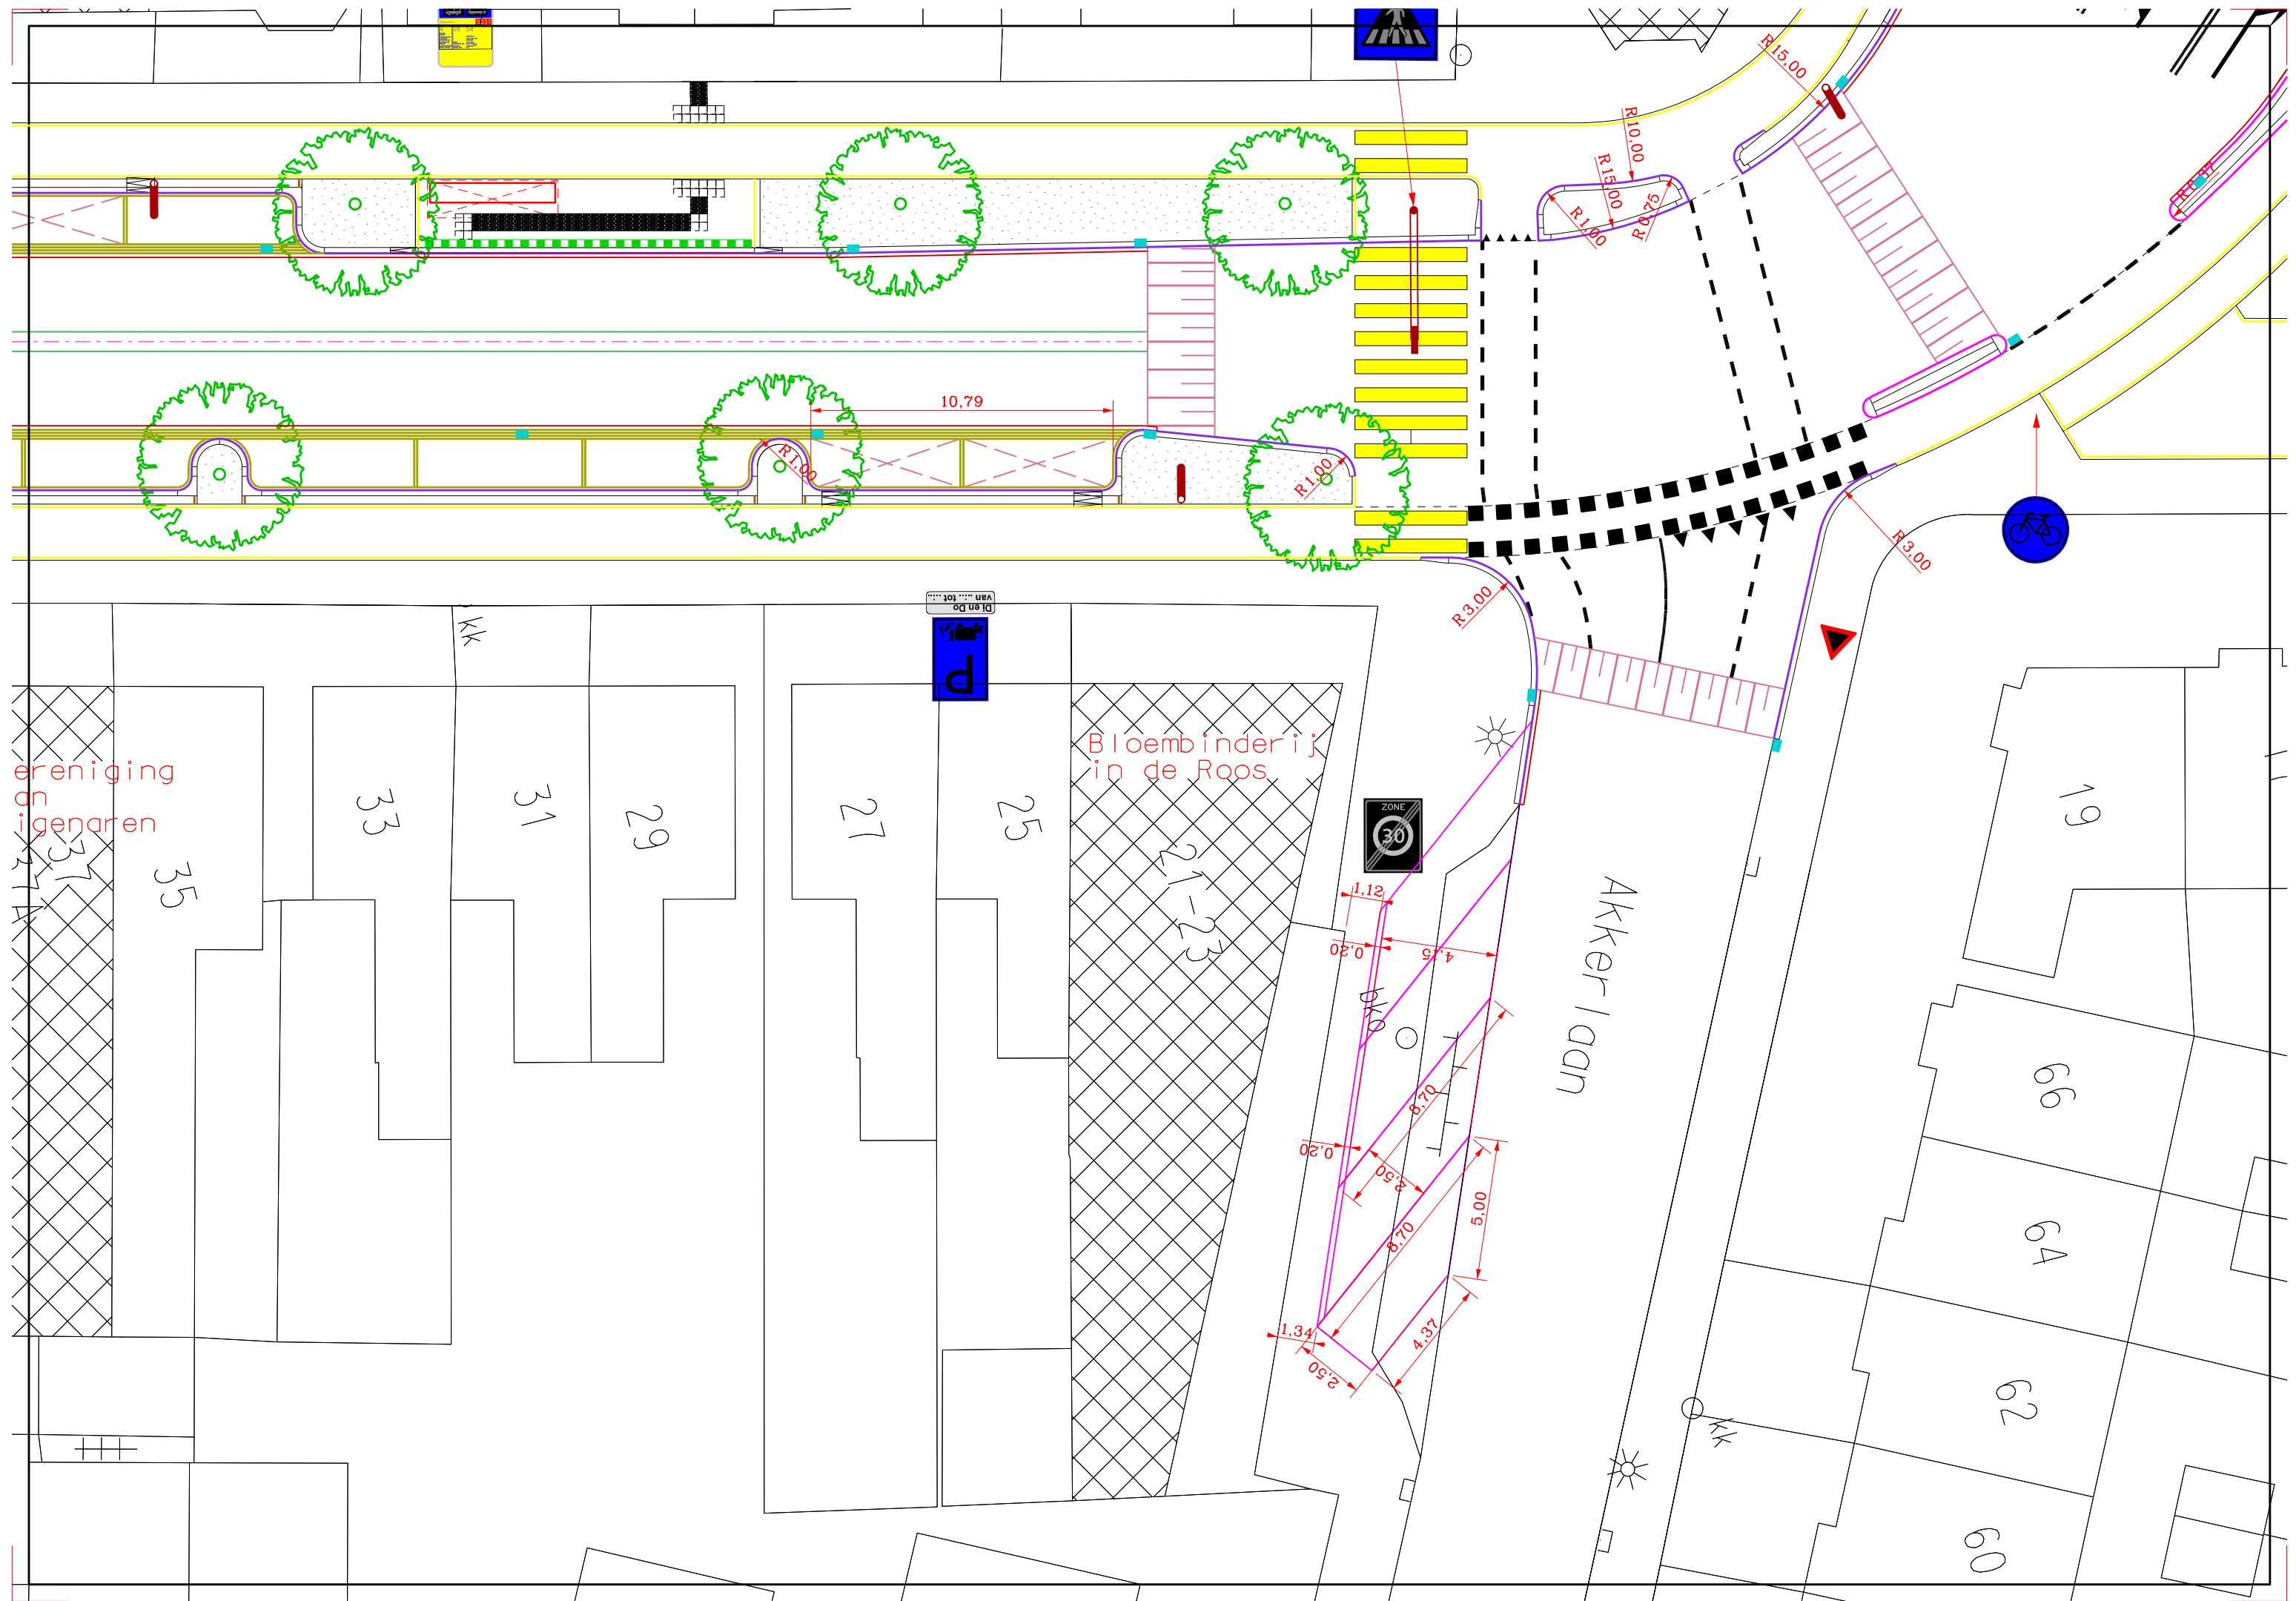 R15,00
R10,00
R15,00
R1,00
R0,75
10,79
R1,00
R1,00
R3,00
R3,00
Di en Do
van ..:.. tot ..:..
P
kk
Bloembinderij
in de Roos
ereniging
an
igenaren
37
35
33
31
29
27
25
21-23
ZONE
30
1,12
0,20
4,15
bko
Akkerlaan
8,70
0,20
2,50
8,70
5,00
1,34
2,50
4,37
19
66
64
62
kk
60